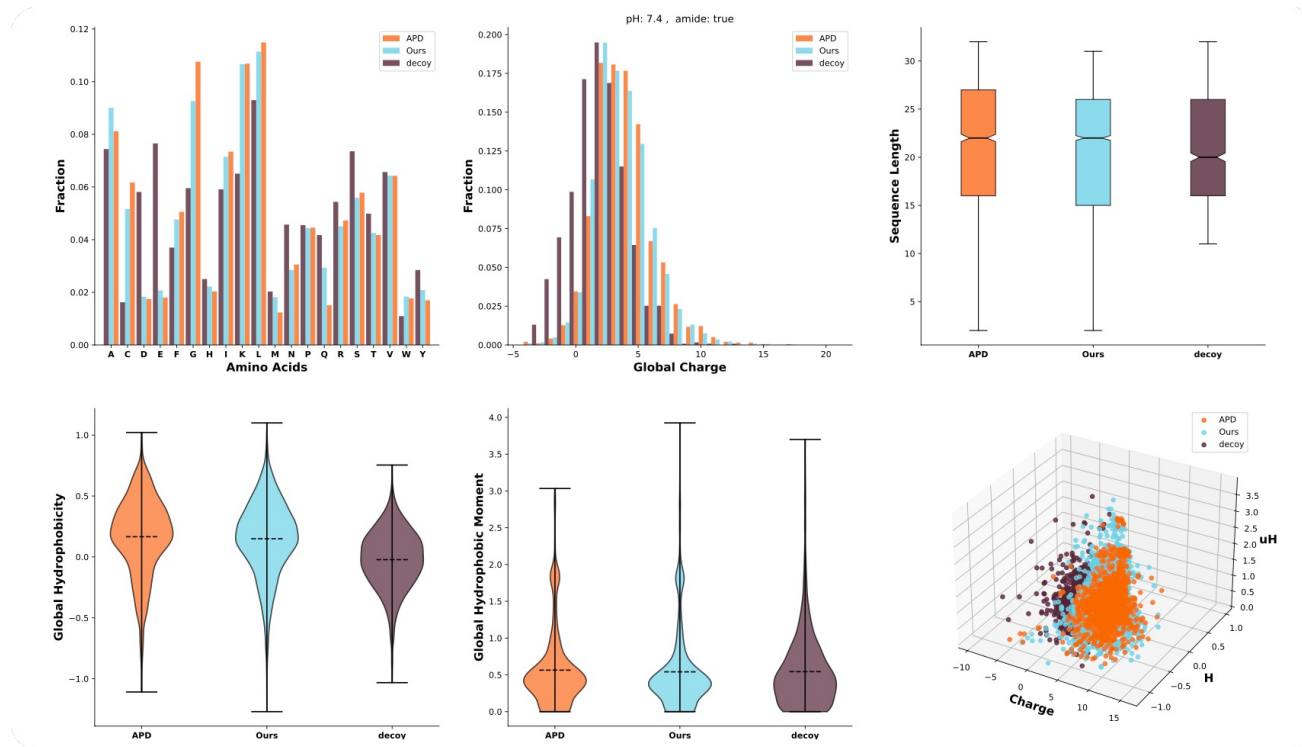 0.12
0.10
0.08
0.06
0.04
0.02
0.00
Fraction
A C D E F G H I K L M N P Q R S T V W Y
Amino Acids
APD
Ours
decoy
pH: 7.4 , amide: true
0.200
0.175
0.150
0.125
0.100
0.075
0.050
0.025
0.000
Fraction
−5 0 5 10 15 20
Global Charge
APD
Ours
decoy
30
25
20
15
10
5
Sequence Length
APD Ours decoy
1.0
0.5
0.0
−0.5
−1.0
Global Hydrophobicity
APD Ours decoy
4.0
3.5
3.0
2.5
2.0
1.5
1.0
0.5
0.0
Global Hydrophobic Moment
APD Ours decoy
APD
Ours
decoy
3.5
3.0
2.5
2.0
1.5
1.0
0.5
0.0
uH
1.0
0.5
0.0
−0.5
−1.0
H
−10 −5 0 5 10 15
Charge